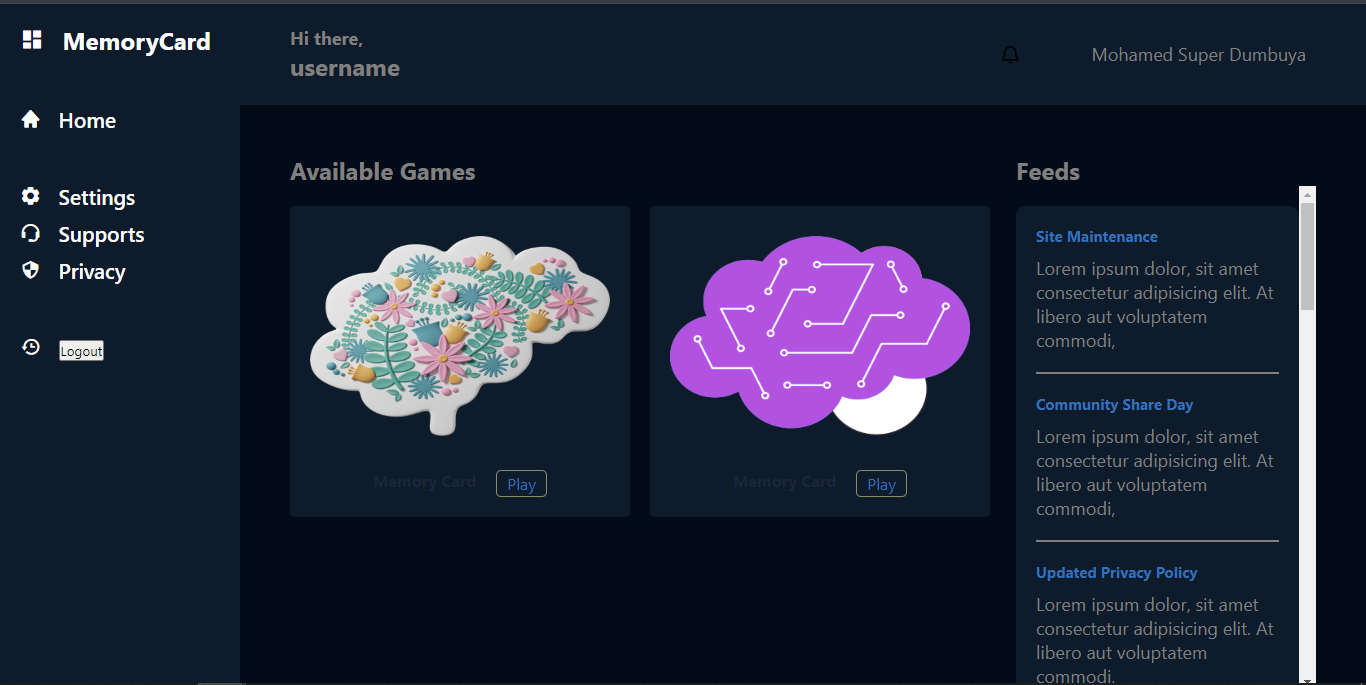 MemoryCard
Home
Settings
Supports
Privacy
Logout
Hi there,
username
Mohamed Super Dumbuya
Available Games
Memory Card
Play
Memory Card
Play
Feeds
Site Maintenance
Lorem ipsum dolor, sit amet
consectetur adipisicing elit. At
libero aut voluptatem
commodi,
Community Share Day
Lorem ipsum dolor, sit amet
consectetur adipisicing elit. At
libero aut voluptatem
commodi,
Updated Privacy Policy
Lorem ipsum dolor, sit amet
consectetur adipisicing elit. At
libero aut voluptatem
commodi,